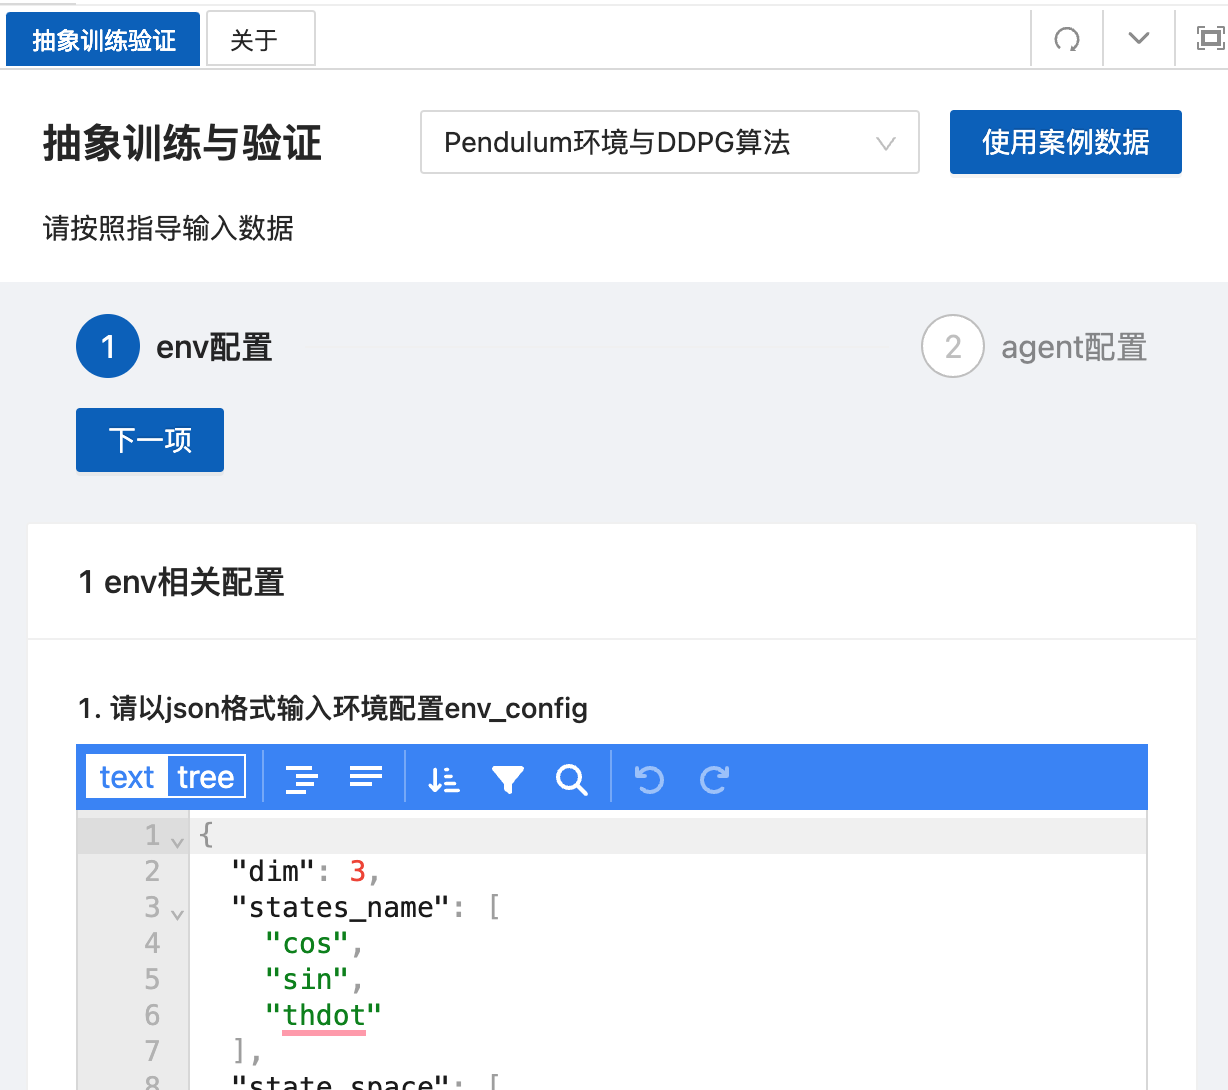 抽象训练验证 关于
抽象训练与验证 Pendulum环境与DDPG算法 使用案例数据
请按照指导输入数据
1 env配置 2 agent配置
下一项
1 env相关配置
1. 请以json格式输入环境配置env_config
text tree
1 {
2 "dim": 3,
3 "states_name": [
4 "cos",
5 "sin",
6 "thdot"
7 ],
8 "state_space": [